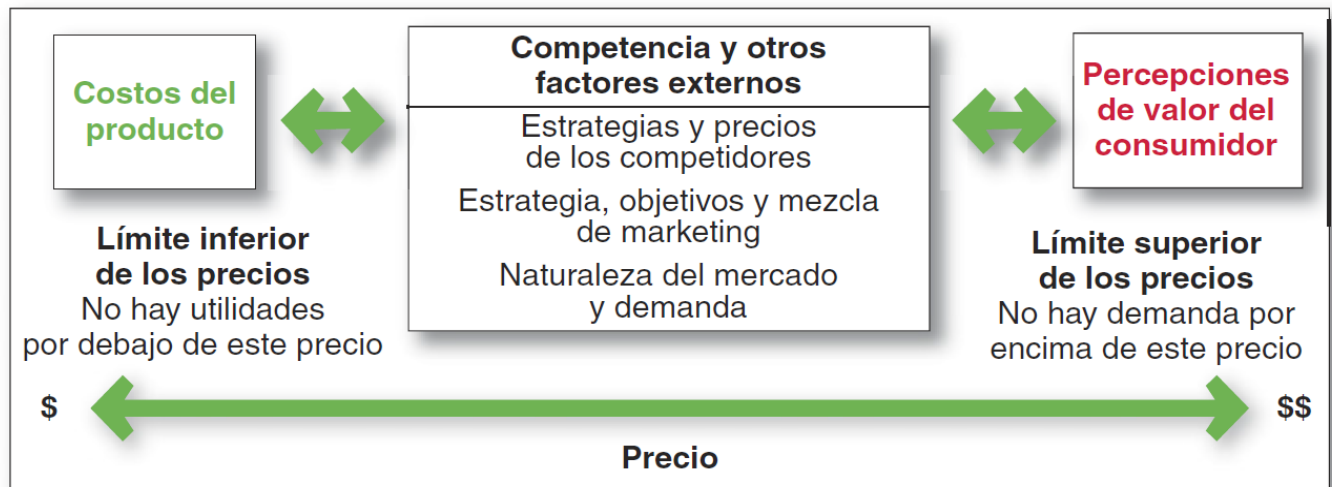 Costos del
producto
Límite inferior
de los precios
No hay utilidades
por debajo de este precio
Competencia y otros
factores externos
Estrategias y precios
de los competidores
Estrategia, objetivos y mezcla
de marketing
Naturaleza del mercado
y demanda
Percepciones
de valor del
consumidor
Límite superior
de los precios
No hay demanda por
encima de este precio
$
$$
Precio